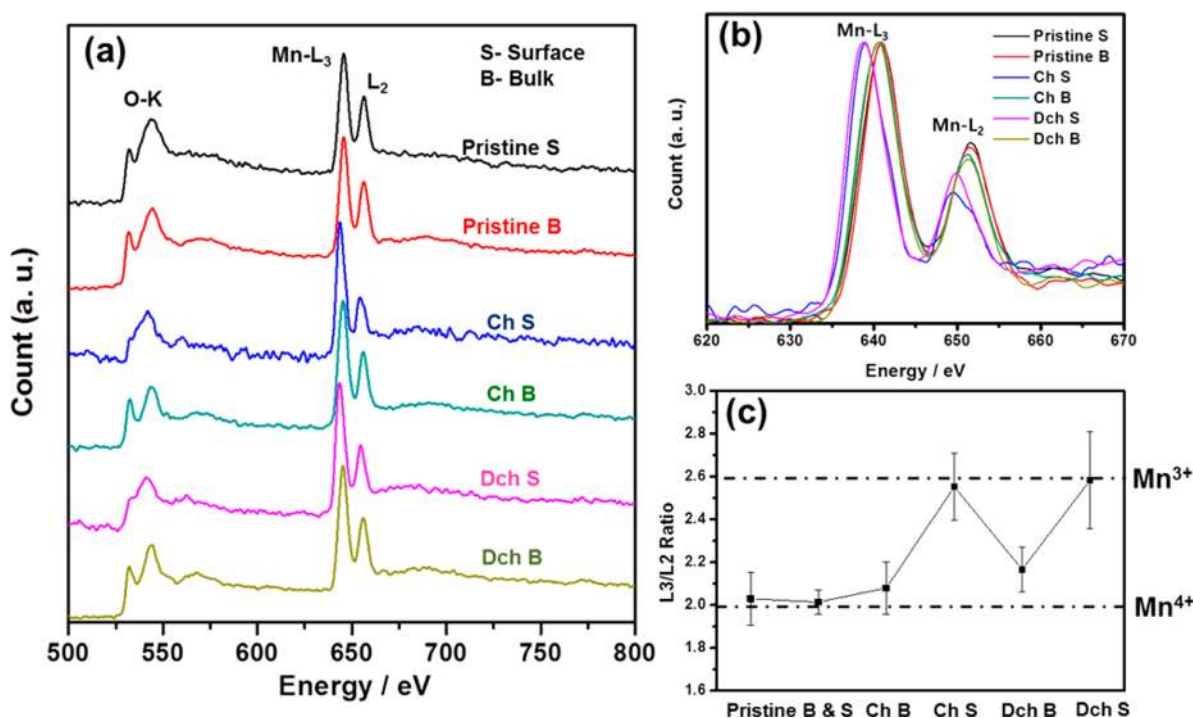 (a)
Mn-L3
S- Surface
B- Bulk
L2
O-K
Pristine S
Pristine B
Ch S
Ch B
Dch S
Dch B
Count (a. u.)
500 550 600 650 700 750 800
Energy / eV
(b)
Mn-L3
Mn-L2
Pristine S
Pristine B
Ch S
Ch B
Dch S
Dch B
Count (a. u.)
620 630 640 650 660 670
Energy / eV
(c)
3.0
2.8
2.6
2.4
2.2
2.0
1.8
1.6
L3/L2 Ratio
Mn3+
Mn4+
Pristine B & S Ch B Ch S Dch B Dch S